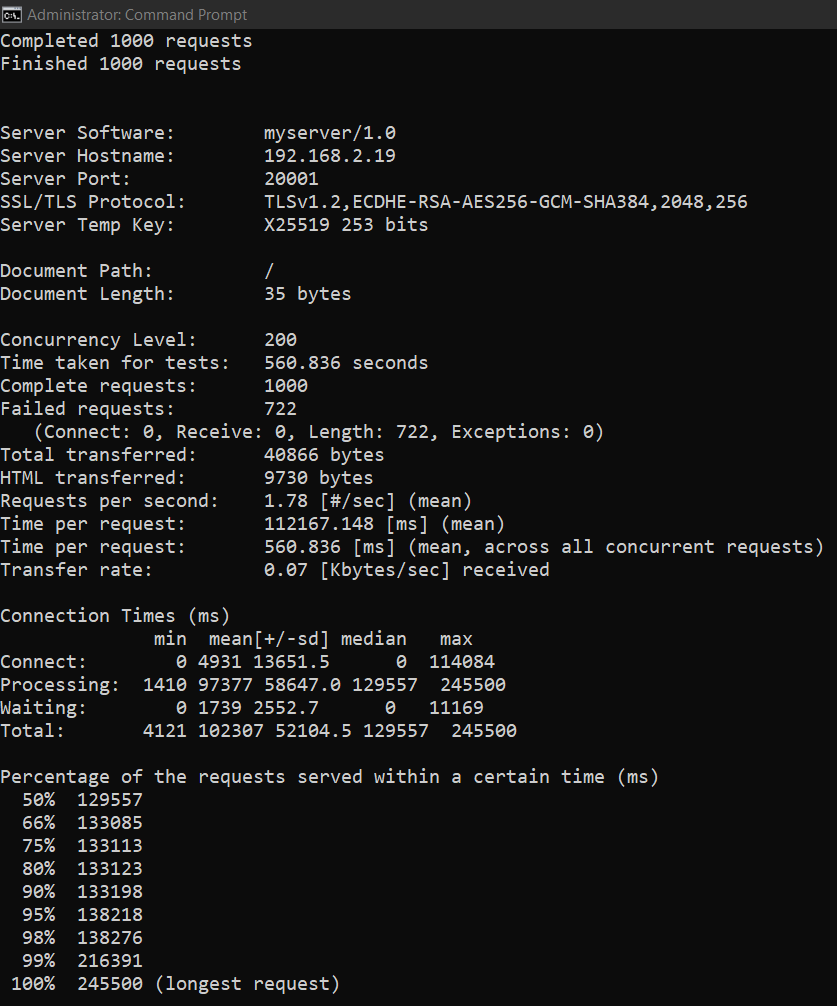 Administrator: Command Prompt
Completed 1000 requests
Finished 1000 requests
Server Software:        myserver/1.0
Server Hostname:        192.168.2.19
Server Port:            20001
SSL/TLS Protocol:       TLSv1.2,ECDHE-RSA-AES256-GCM-SHA384,2048,256
Server Temp Key:        X25519 253 bits
Document Path:          /
Document Length:        35 bytes
Concurrency Level:      200
Time taken for tests:   560.836 seconds
Complete requests:      1000
Failed requests:        722
   (Connect: 0, Receive: 0, Length: 722, Exceptions: 0)
Total transferred:      40866 bytes
HTML transferred:       9730 bytes
Requests per second:    1.78 [#/sec] (mean)
Time per request:       112167.148 [ms] (mean)
Time per request:       560.836 [ms] (mean, across all concurrent requests)
Transfer rate:          0.07 [Kbytes/sec] received
Connection Times (ms)
              min  mean[+/-sd] median   max
Connect:        0 4931 13651.5      0  114084
Processing:  1410 97377 58647.0 129557  245500
Waiting:        0 1739 2552.7      0   11169
Total:       4121 102307 52104.5 129557  245500
Percentage of the requests served within a certain time (ms)
  50%  129557
  66%  133085
  75%  133113
  80%  133123
  90%  133198
  95%  138218
  98%  138276
  99%  216391
 100%  245500 (longest request)